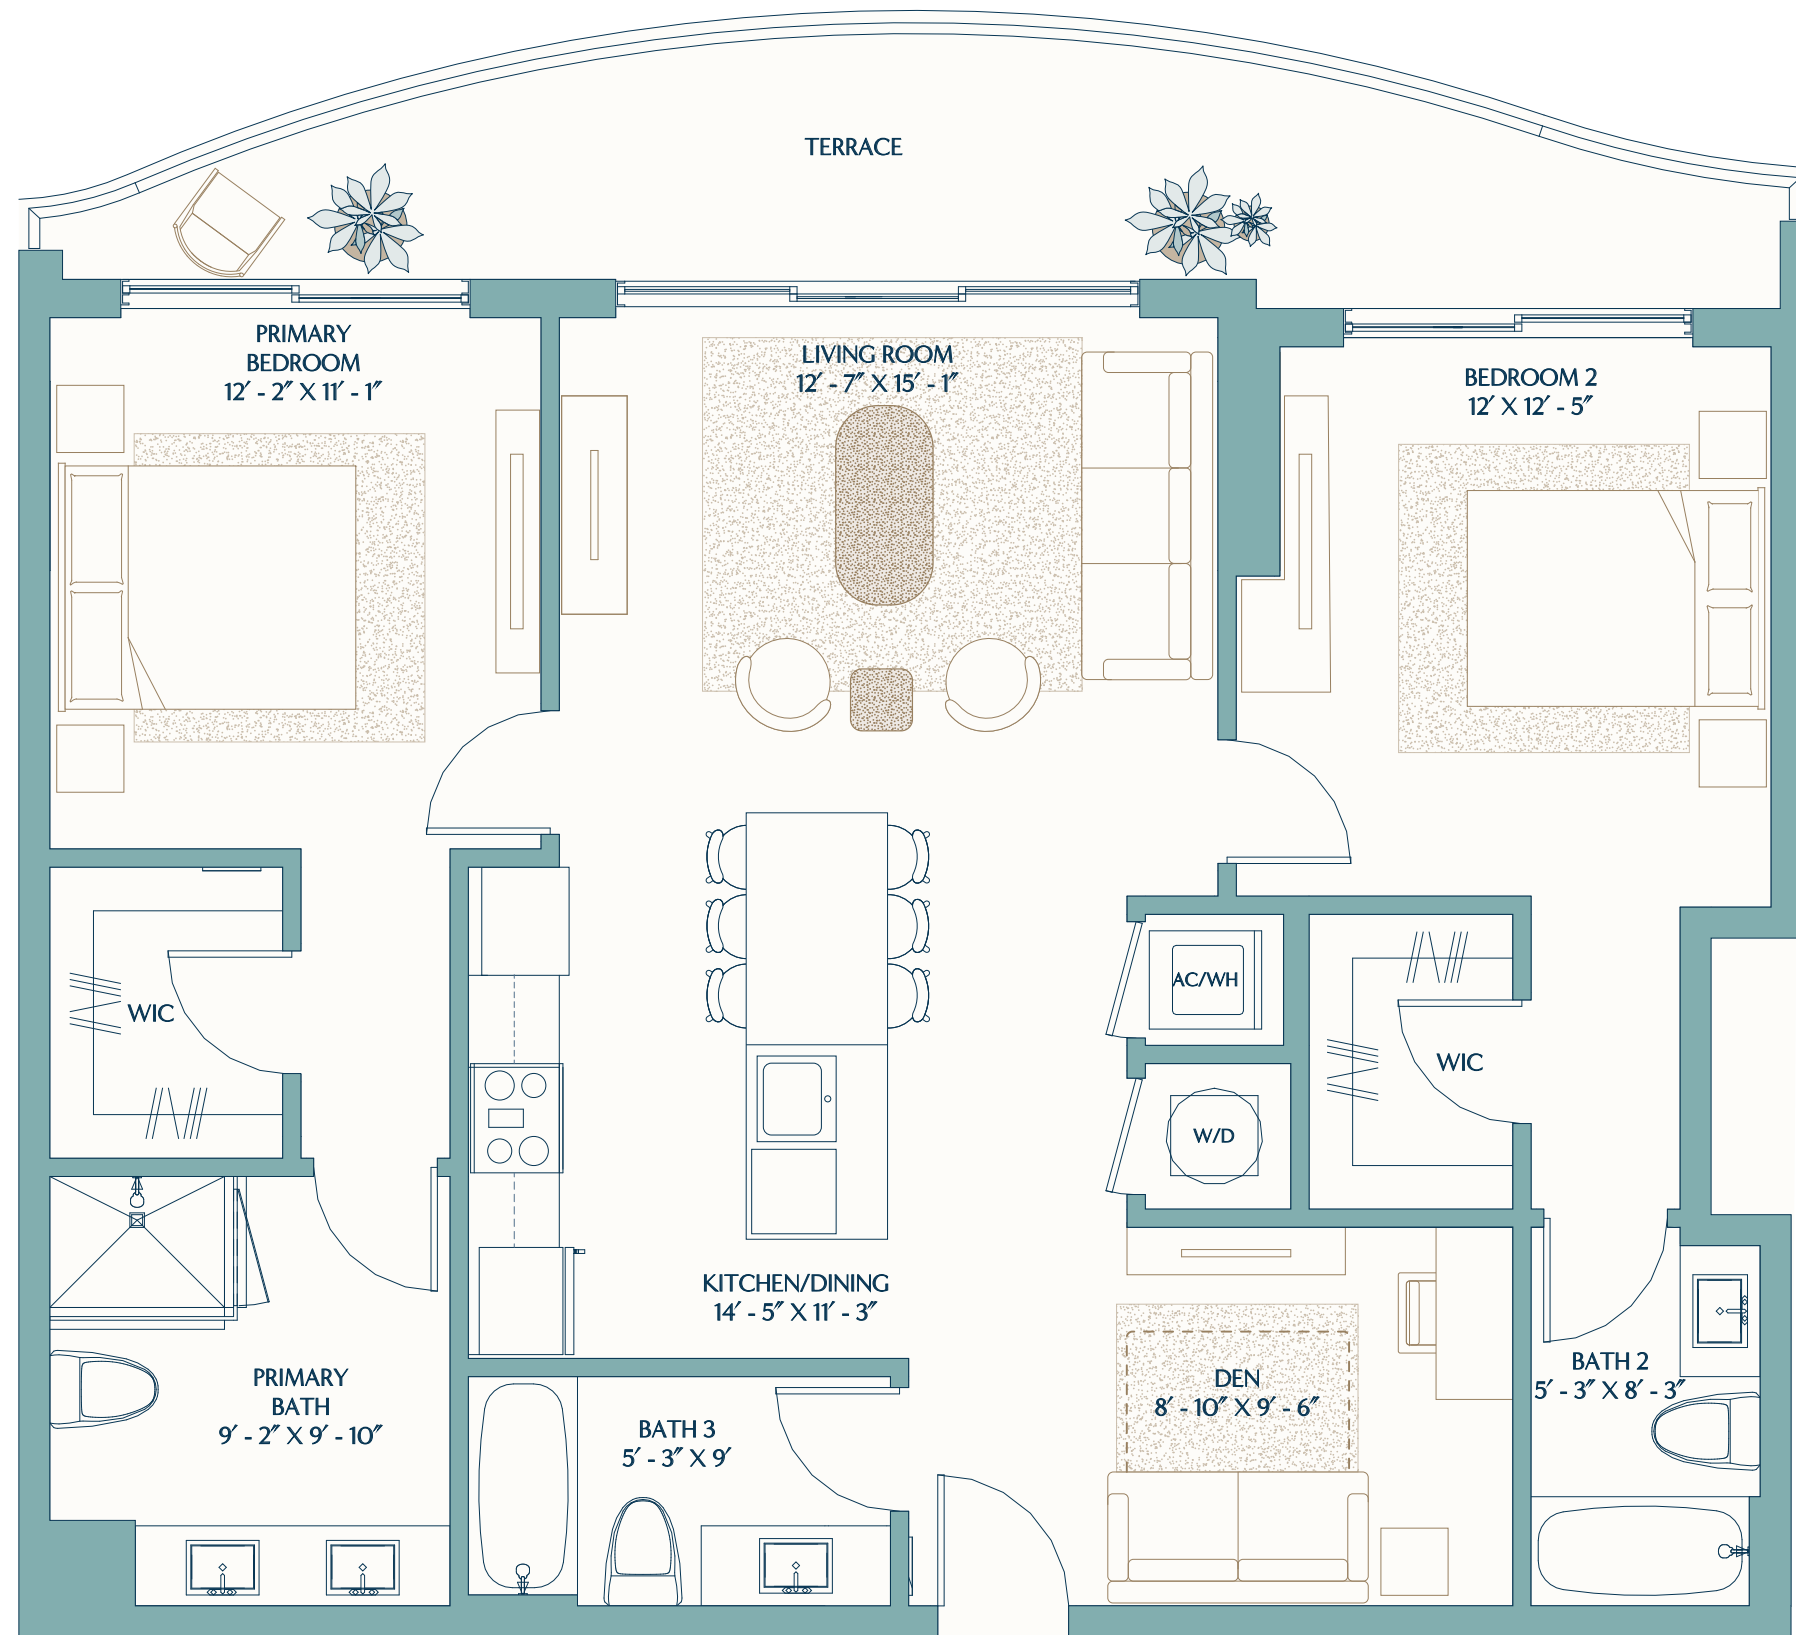 TERRACE
PRIMARY
BEDROOM
12′ - 2″ X 11′ - 1″
LIVING ROOM
12′ - 7″ X 15′ - 1″
BEDROOM 2
12′ X 12′ - 5″
WIC
AC/WH
WIC
W/D
KITCHEN/DINING
14′ - 5″ X 11′ - 3″
PRIMARY
BATH
9′ - 2″ X 9′ - 10″
BATH 3
5′ - 3″ X 9′
DEN
8′ - 10″ X 9′ - 6″
BATH 2
5′ - 3″ X 8′ - 3″